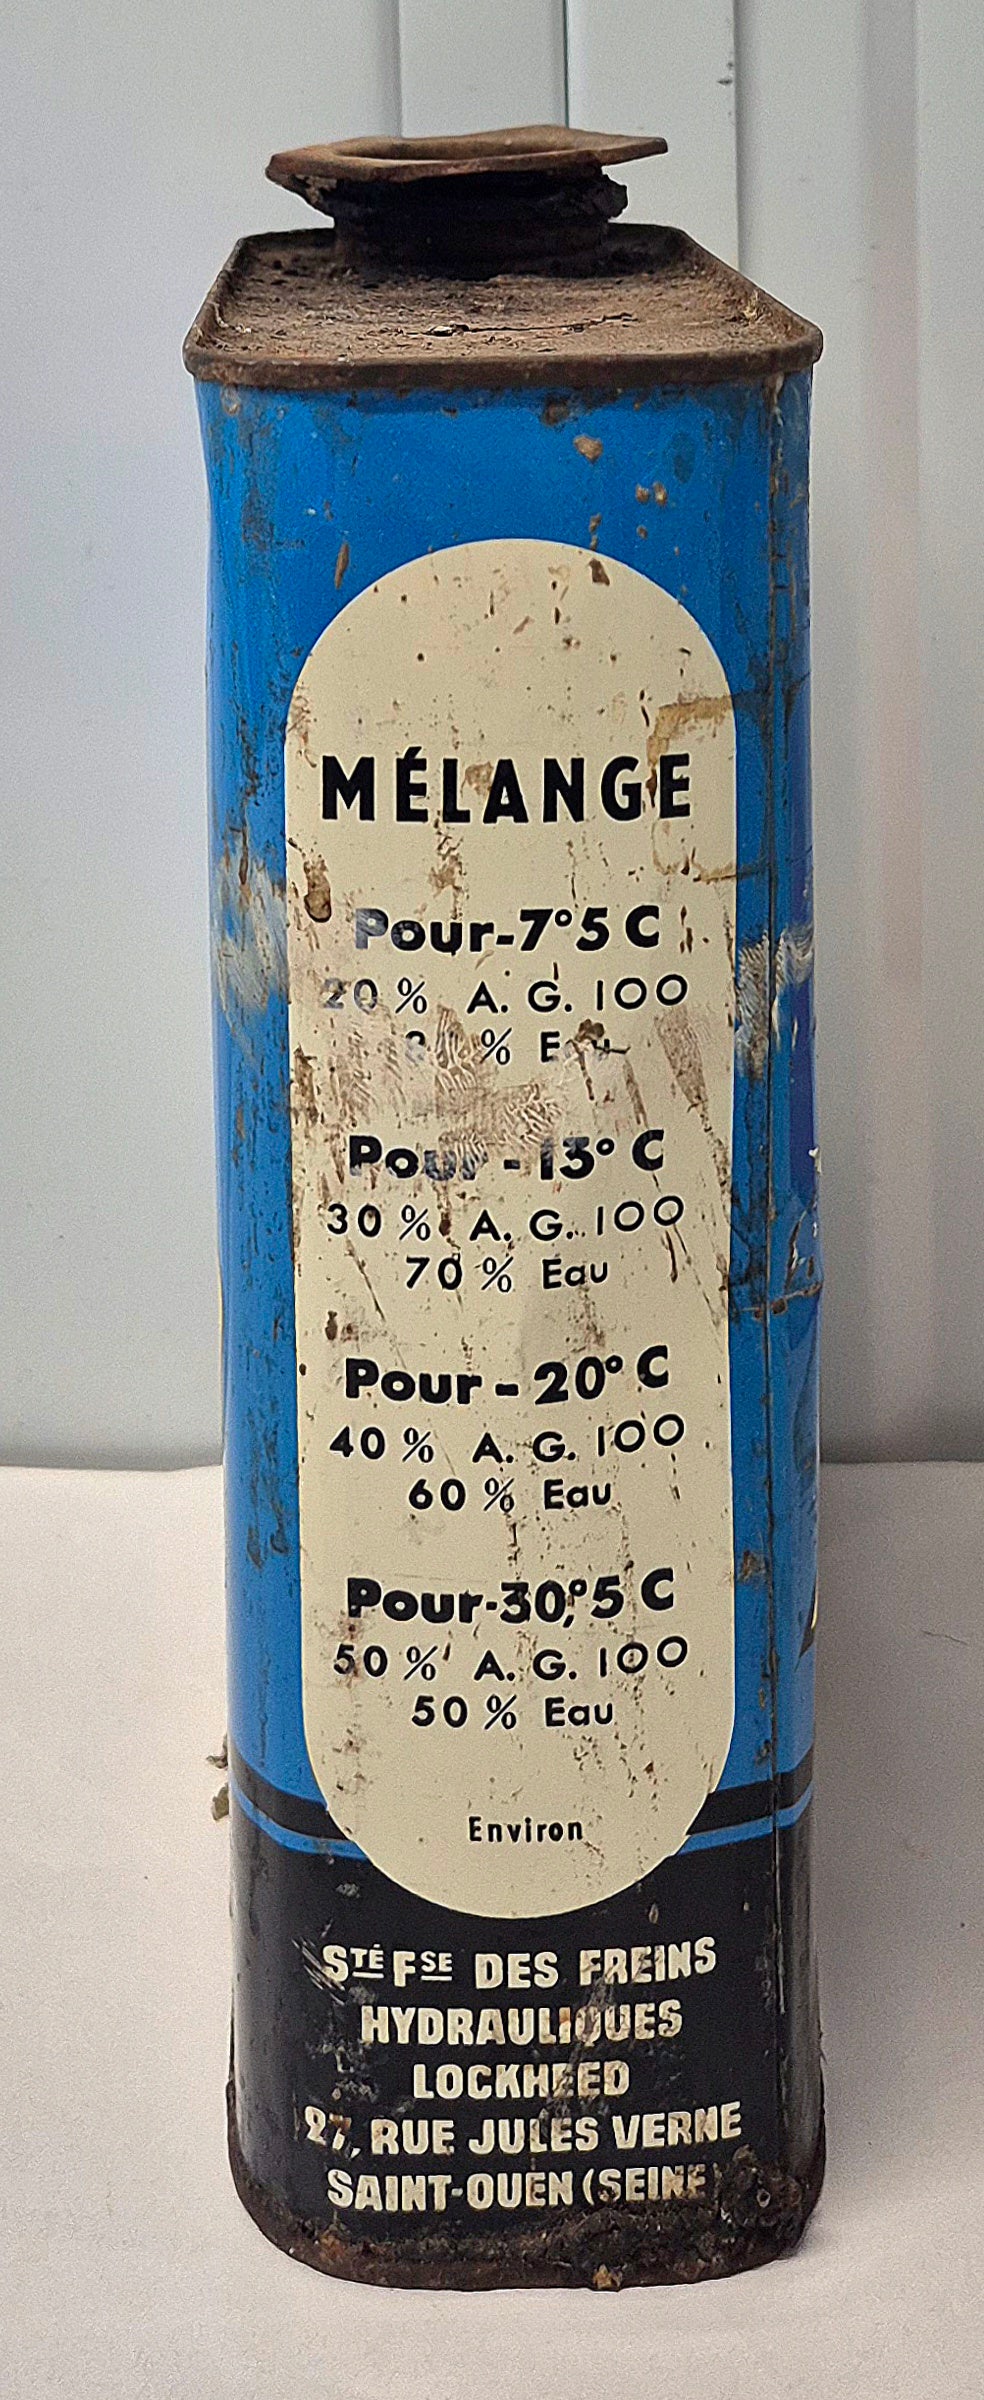 MÉLANGE
Pour-7°5 C
20 % A. G. 100
% Eau
Pour - 13° C
30 % A. G. 100
70 % Eau
Pour - 20° C
40 % A. G. 100
60 % Eau
Pour-30,°5 C
50 % A. G. 100
50 % Eau
Environ
STÉ FSE DES FREINS
HYDRAULIQUES
LOCKHEED
27, RUE JULES VERNE
SAINT-OUEN (SEINE)